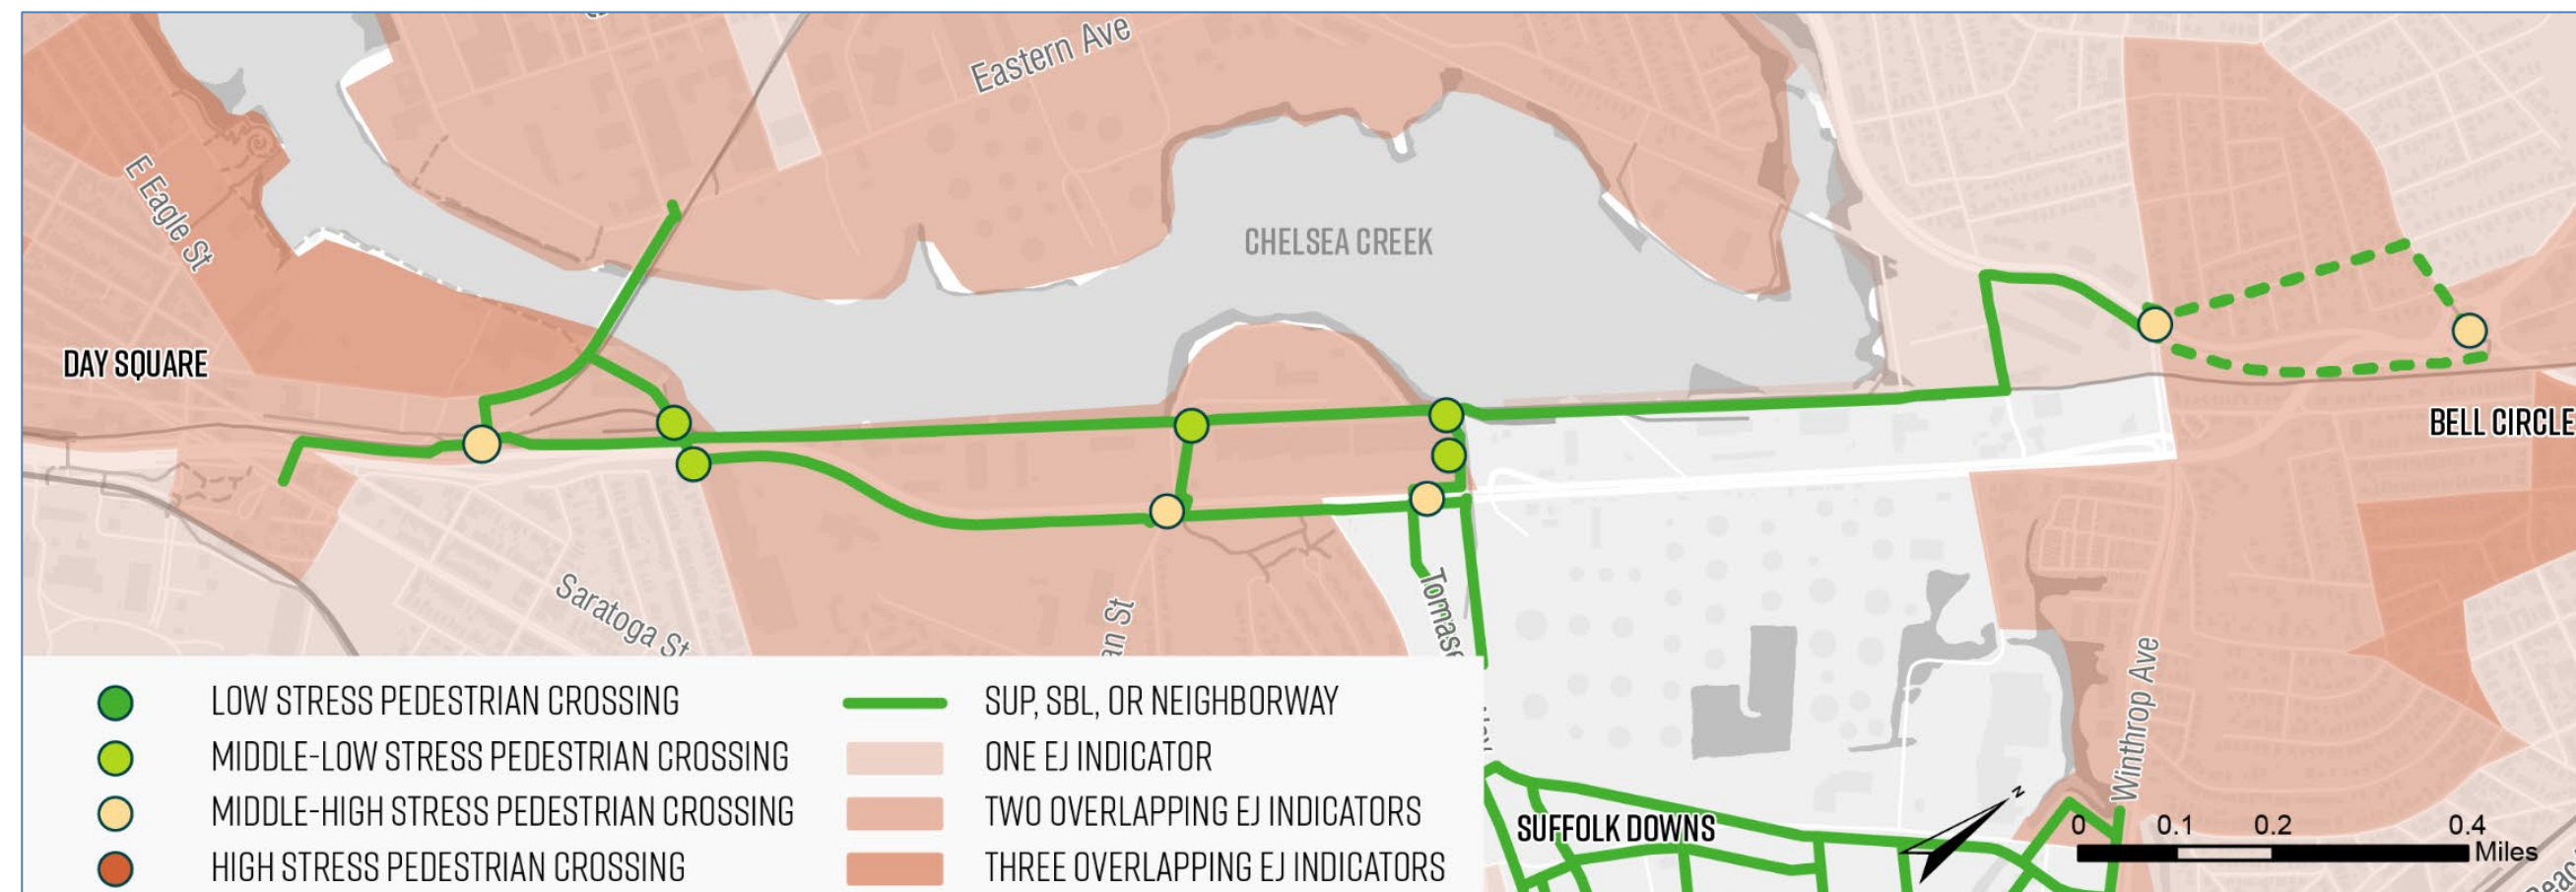 Eastern Ave
E Eagle St
CHELSEA CREEK
DAY SQUARE
BELL CIRCLE
Saratoga St
an St
Tomas
Winthrop Ave
LOW STRESS PEDESTRIAN CROSSING
SUP, SBL, OR NEIGHBORWAY
MIDDLE-LOW STRESS PEDESTRIAN CROSSING
ONE EJ INDICATOR
MIDDLE-HIGH STRESS PEDESTRIAN CROSSING
TWO OVERLAPPING EJ INDICATORS
HIGH STRESS PEDESTRIAN CROSSING
THREE OVERLAPPING EJ INDICATORS
SUFFOLK DOWNS
N
0 0.1 0.2 0.4
Miles